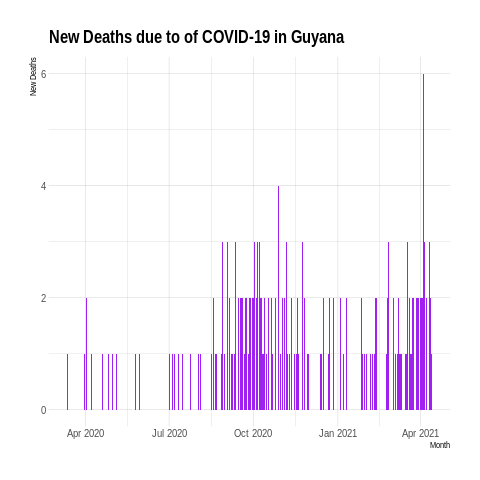 New Deaths due to of COVID-19 in Guyana
New Deaths
6
4
2
0
Apr 2020
Jul 2020
Oct 2020
Jan 2021
Apr 2021
Month